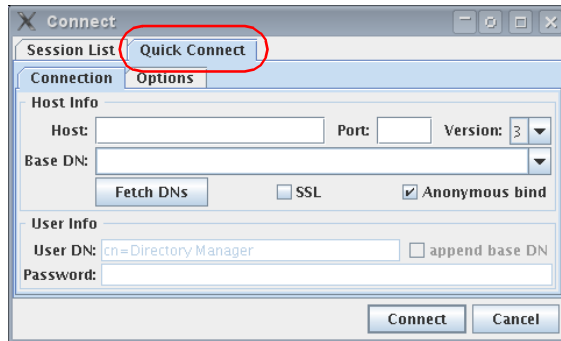 Connect
Session List Quick Connect
Connection Options
Host Info
Host: Port: Version: 3
Base DN:
Fetch DNs SSL Anonymous bind
User Info
User DN: cn=Directory Manager append base DN
Password:
Connect Cancel